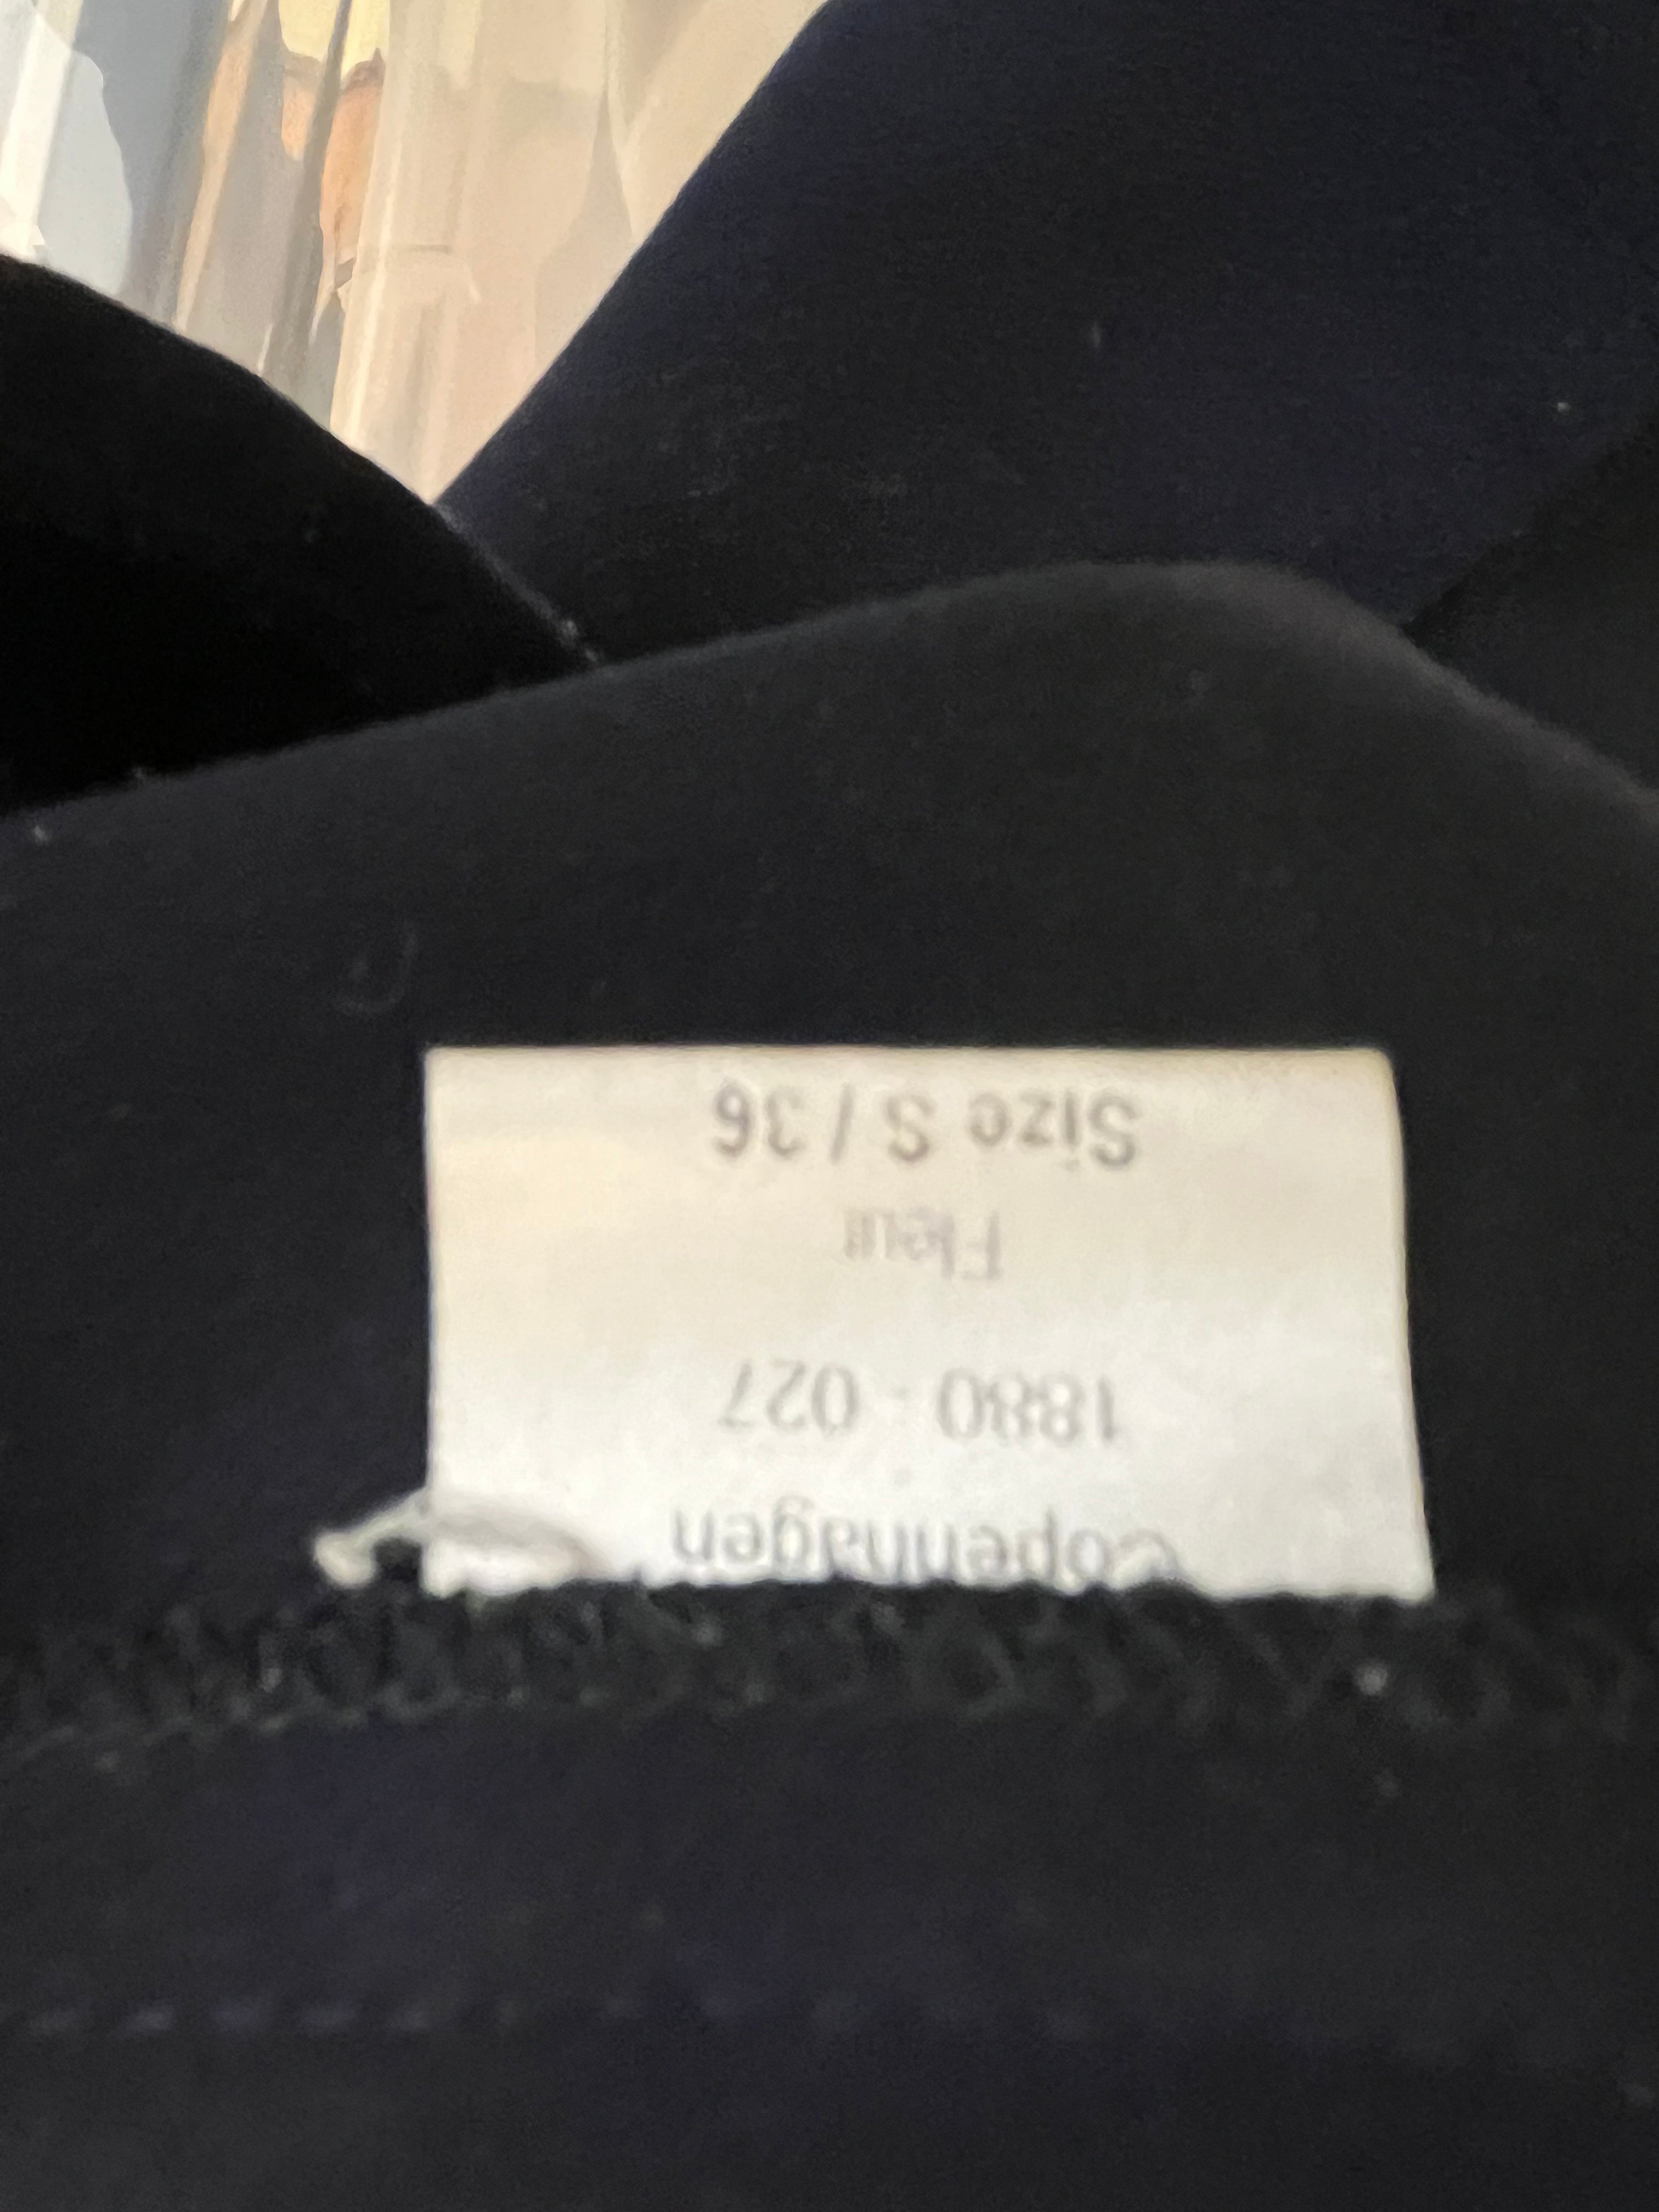 Copenhagen
1880 - 027
Fleur
Size S / 36